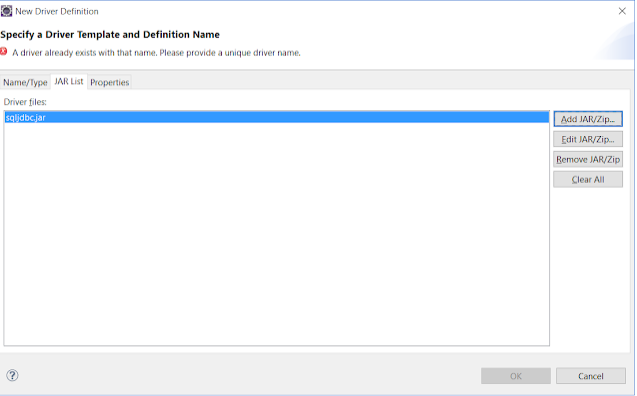 New Driver Definition
Specify a Driver Template and Definition Name
A driver already exists with that name. Please provide a unique driver name.
Name/Type JAR List Properties
Driver files:
sqljdbc.jar
Add JAR/Zip...
Edit JAR/Zip...
Remove JAR/Zip
Clear All
OK Cancel